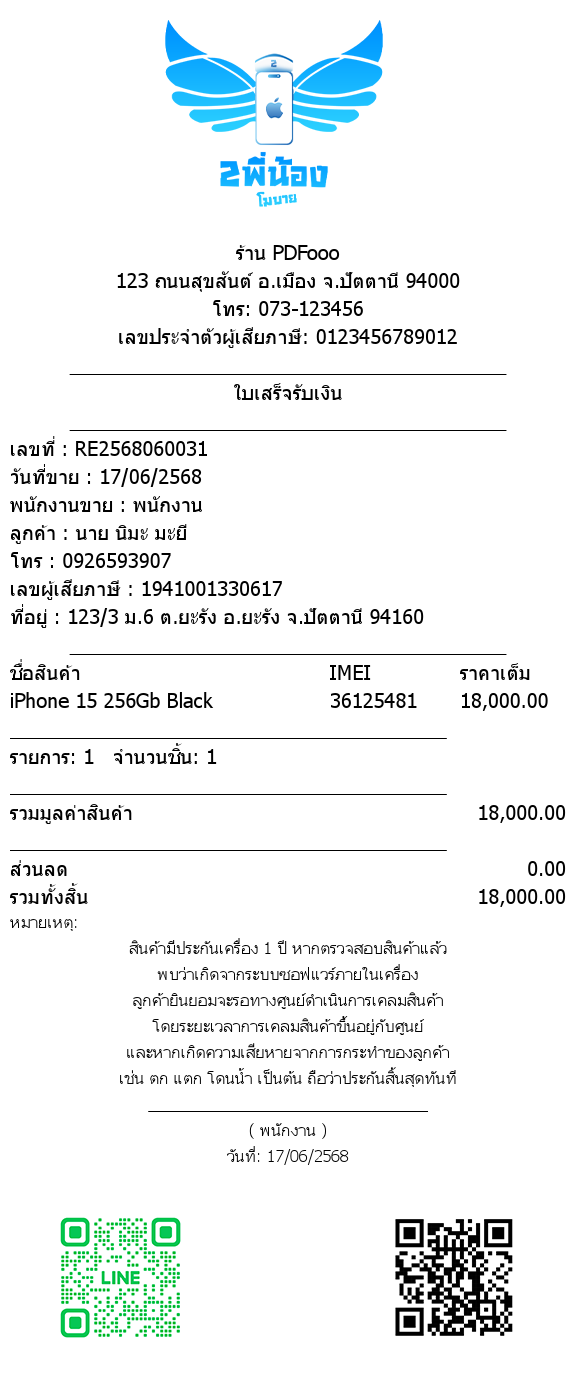 2
2พี่น้อง
โมบาย
ร้าน PDFooo
123 ถนนสุขสันต์ อ.เมือง จ.ปัตตานี 94000
โทร: 073-123456
เลขประจำตัวผู้เสียภาษี: 0123456789012
ใบเสร็จรับเงิน
เลขที่ : RE2568060031
วันที่ขาย : 17/06/2568
พนักงานขาย : พนักงาน
ลูกค้า : นาย นิมะ มะยี
โทร : 0926593907
เลขผู้เสียภาษี : 1941001330617
ที่อยู่ : 123/3 ม.6 ต.ยะรัง อ.ยะรัง จ.ปัตตานี 94160
ชื่อสินค้า IMEI ราคาเต็ม
iPhone 15 256Gb Black 36125481 18,000.00
รายการ: 1 จำนวนชิ้น: 1
รวมมูลค่าสินค้า 18,000.00
ส่วนลด 0.00
รวมทั้งสิ้น 18,000.00
หมายเหตุ:
สินค้ามีประกันเครื่อง 1 ปี หากตรวจสอบสินค้าแล้ว
พบว่าเกิดจากระบบซอฟแวร์ภายในเครื่อง
ลูกค้ายินยอมจะรอทางศูนย์ดำเนินการเคลมสินค้า
โดยระยะเวลาการเคลมสินค้าขึ้นอยู่กับศูนย์
และหากเกิดความเสียหายจากการกระทำของลูกค้า
เช่น ตก แตก โดนน้ำ เป็นต้น ถือว่าประกันสิ้นสุดทันที
( พนักงาน )
วันที่: 17/06/2568
LINE